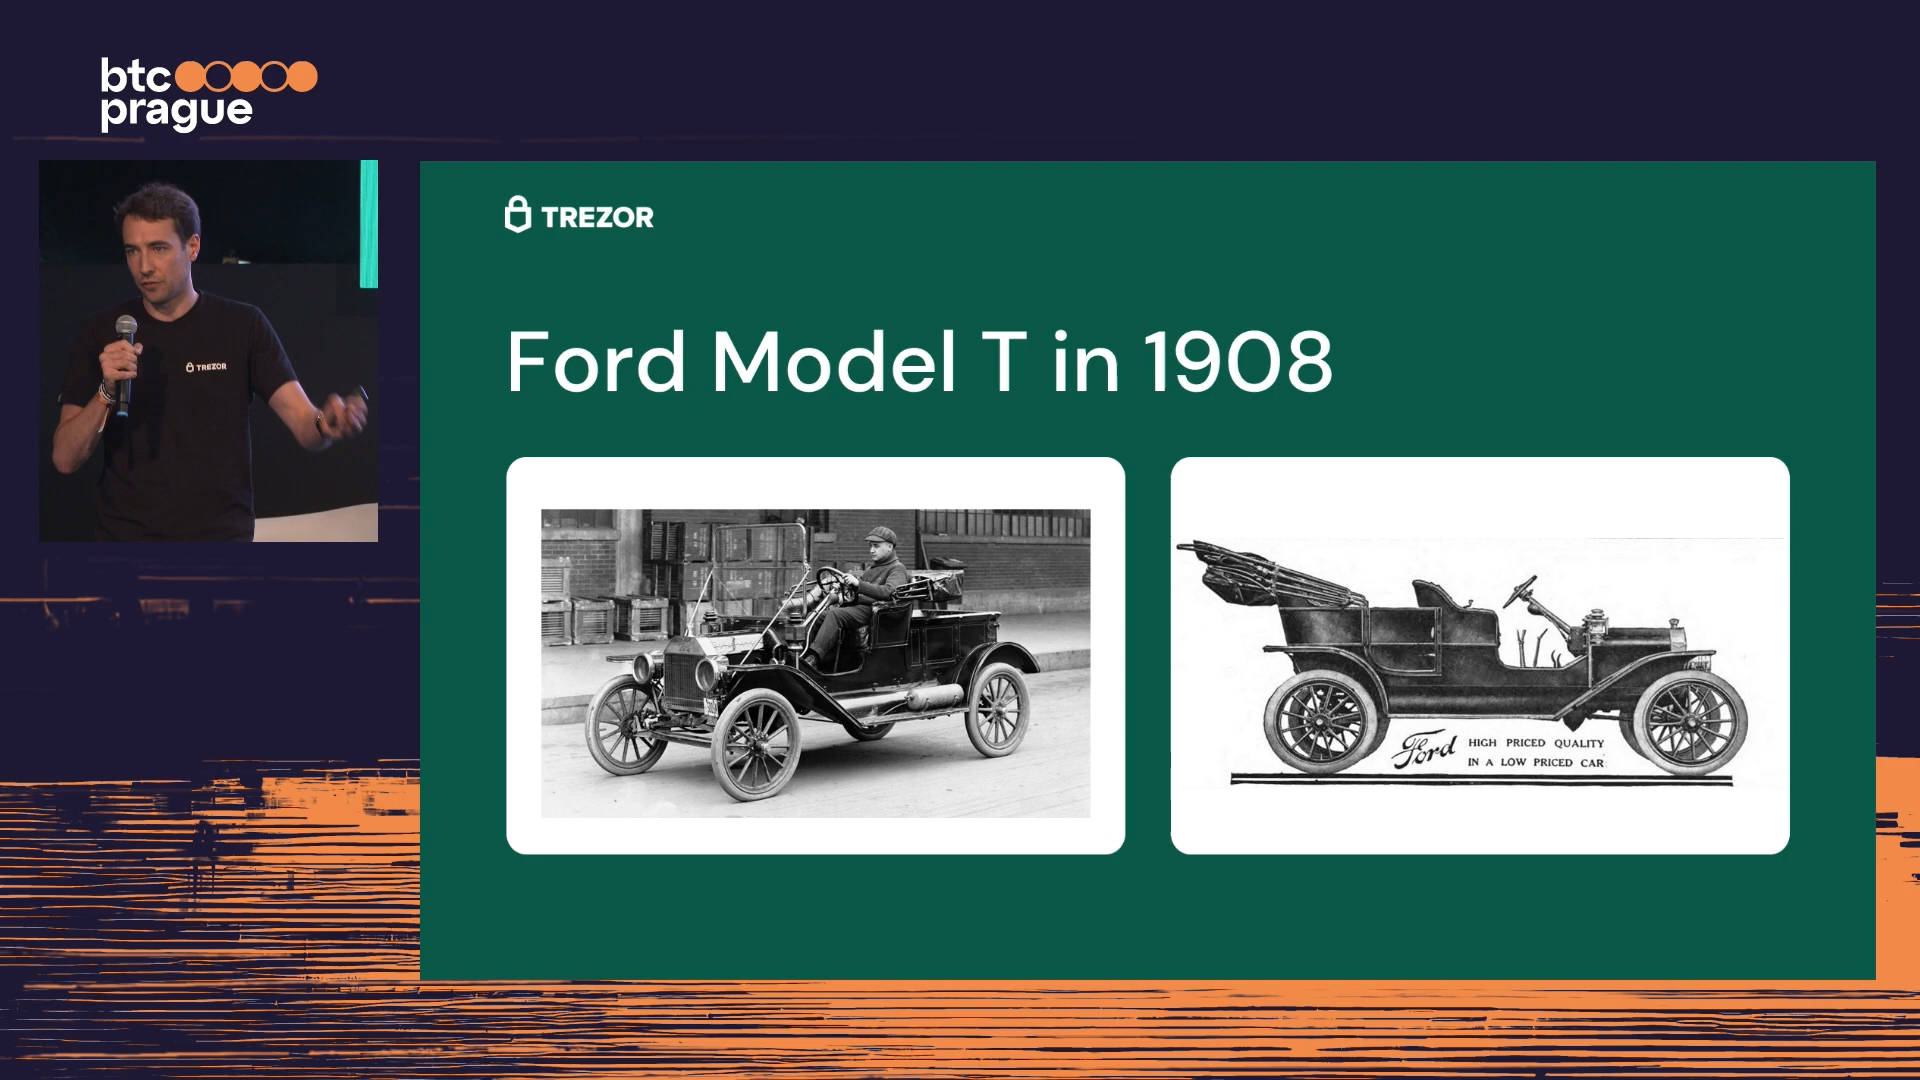 btc
prague
TREZOR
TREZOR
Ford Model T in 1908
Ford HIGH PRICED QUALITY
IN A LOW PRICED CAR